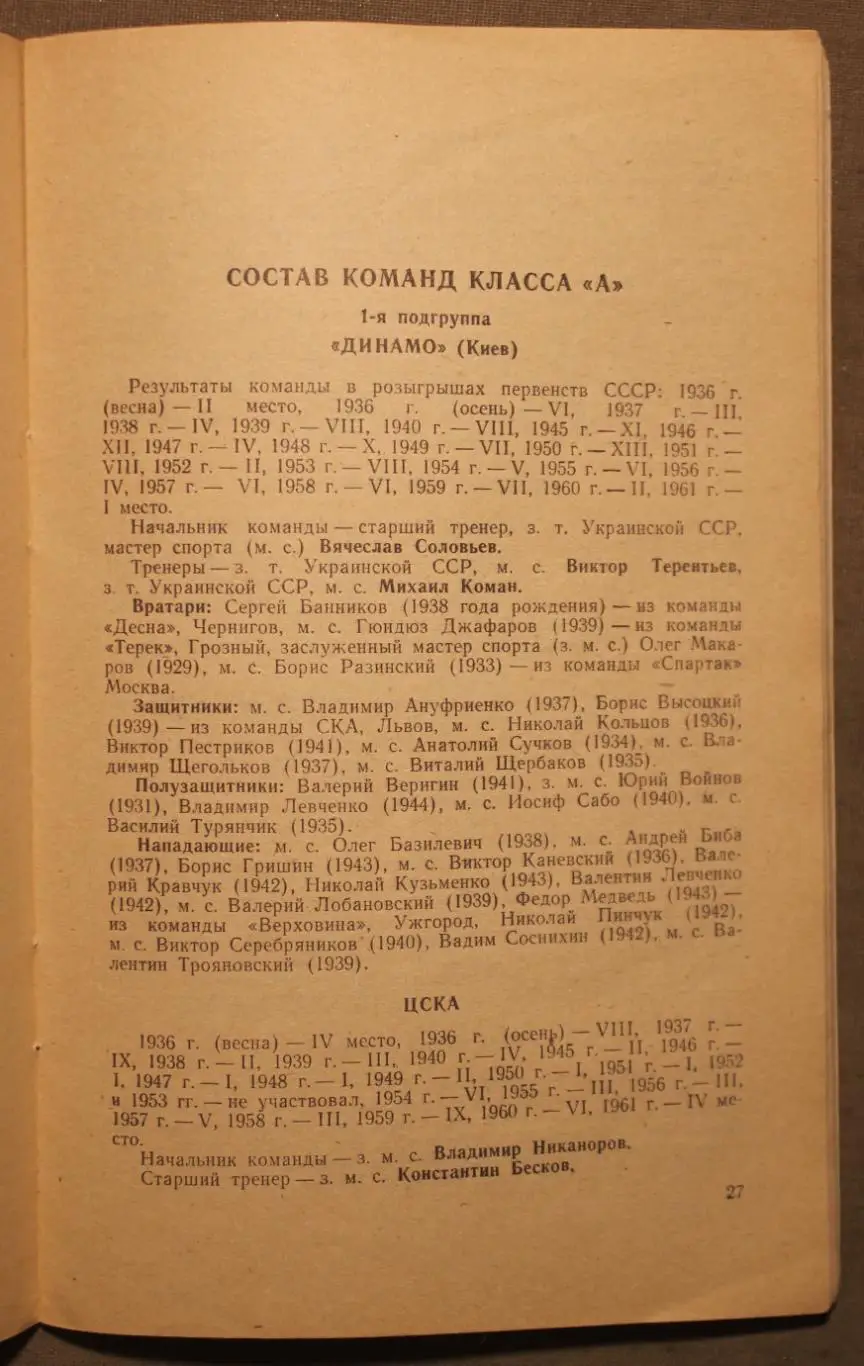 СОСТАВ КОМАНД КЛАССА «А»
1-я подгруппа
«ДИНАМО» (Киев)
Результаты команды в розыгрышах первенств СССР: 1936 г.
(весна) — II место, 1936 г. (осень) — VI, 1937 г. — III,
1938 г. — IV, 1939 г. — VIII, 1940 г. — VIII, 1945 г. — XI, 1946 г. —
XII, 1947 г. — IV, 1948 г. — X, 1949 г. — VII, 1950 г. — XIII, 1951 г. —
VIII, 1952 г. — II, 1953 г. — VIII, 1954 г. — V, 1955 г. — VI, 1956 г. —
IV, 1957 г. — VI, 1958 г. — VI, 1959 г. — VII, 1960 г. — II, 1961 г. —
I место.
Начальник команды — старший тренер, з. т. Украинской ССР,
мастер спорта (м. с.) Вячеслав Соловьев.
Тренеры — з. т. Украинской ССР, м. с. Виктор Терентьев,
з. т. Украинской ССР, м. с. Михаил Коман.
Вратари: Сергей Банников (1938 года рождения) — из команды
«Десна», Чернигов, м. с. Гюндюз Джафаров (1939) — из команды
«Терек», Грозный, заслуженный мастер спорта (з. м. с.) Олег Мака-
ров (1929), м. с. Борис Разинский (1933) — из команды «Спартак»
Москва.
Защитники: м. с. Владимир Ануфриенко (1937), Борис Высоцкий
(1939) — из команды СКА, Львов, м. с. Николай Кольцов (1936),
Виктор Пестриков (1941), м. с. Анатолий Сучков (1934), м. с. Вла-
димир Щегольков (1937), м. с. Виталий Щербаков (1935).
Полузащитники: Валерий Веригин (1941), з. м. с. Юрий Войнов
(1931), Владимир Левченко (1944), м. с. Иосиф Сабо (1940), м. с.
Василий Турянчик (1935).
Нападающие: м. с. Олег Базилевич (1938), м. с. Андрей Биба
(1937), Борис Гришин (1943), м. с. Виктор Каневский (1936), Вале-
рий Кравчук (1942), Николай Кузьменко (1943), Валентин Левченко
(1942), м. с. Валерий Лобановский (1939), Федор Медведь (1943) —
из команды «Верховина», Ужгород, Николай Пинчук (1942),
м. с. Виктор Серебряников (1940), Вадим Соснихин (1942), м. с. Ва-
лентин Трояновский (1939).
ЦСКА
1936 г. (весна) — IV место, 1936 г. (осень) — VIII, 1937 г. —
IX, 1938 г. — II, 1939 г. — III, 1940 г. — IV, 1945 г. — II, 1946 г. —
I, 1947 г. — I, 1948 г. — I, 1949 г. — II, 1950 г. — I, 1951 г. — I, 1952
и 1953 гг. — не участвовал, 1954 г. — VI, 1955 г. — III, 1956 г. — III,
1957 г. — V, 1958 г. — III, 1959 г. — IX, 1960 г. — VI, 1961 г. — IV ме-
сто.
Начальник команды — з. м. с. Владимир Никаноров.
Старший тренер — з. м. с. Константин Бесков.
27